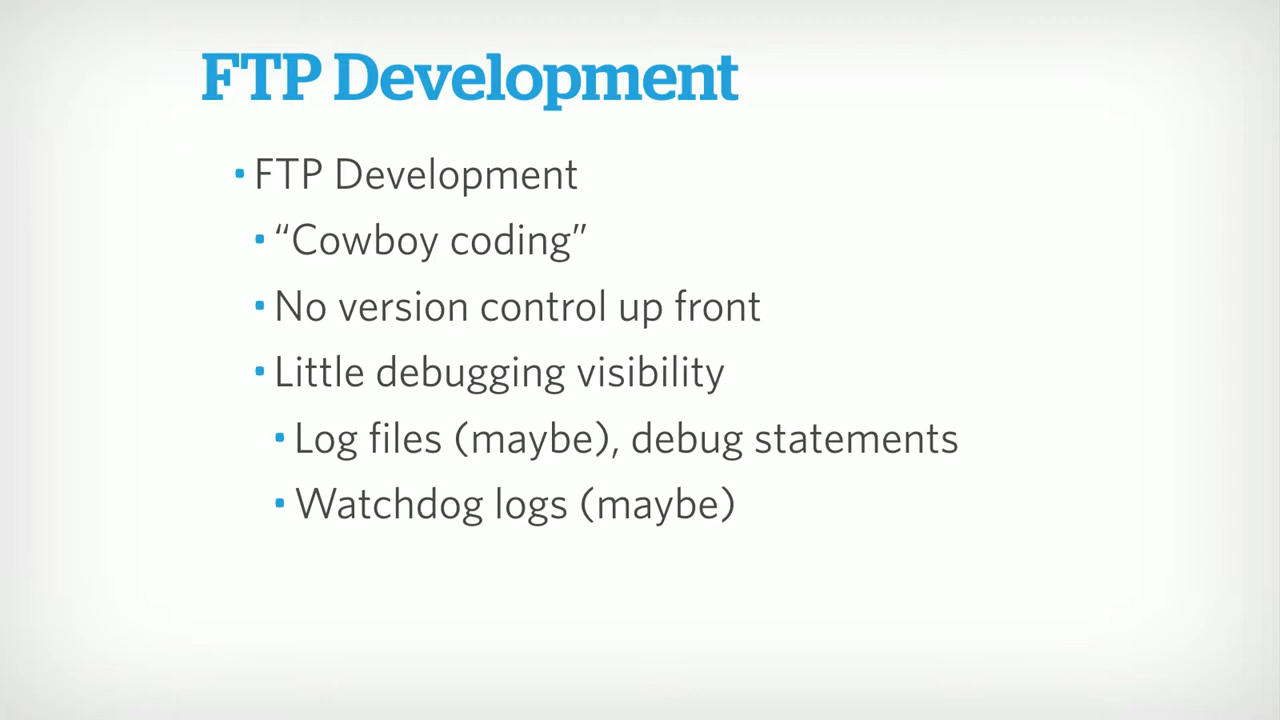 FTP Development
FTP Development
“Cowboy coding”
No version control up front
Little debugging visibility
Log files (maybe), debug statements
Watchdog logs (maybe)